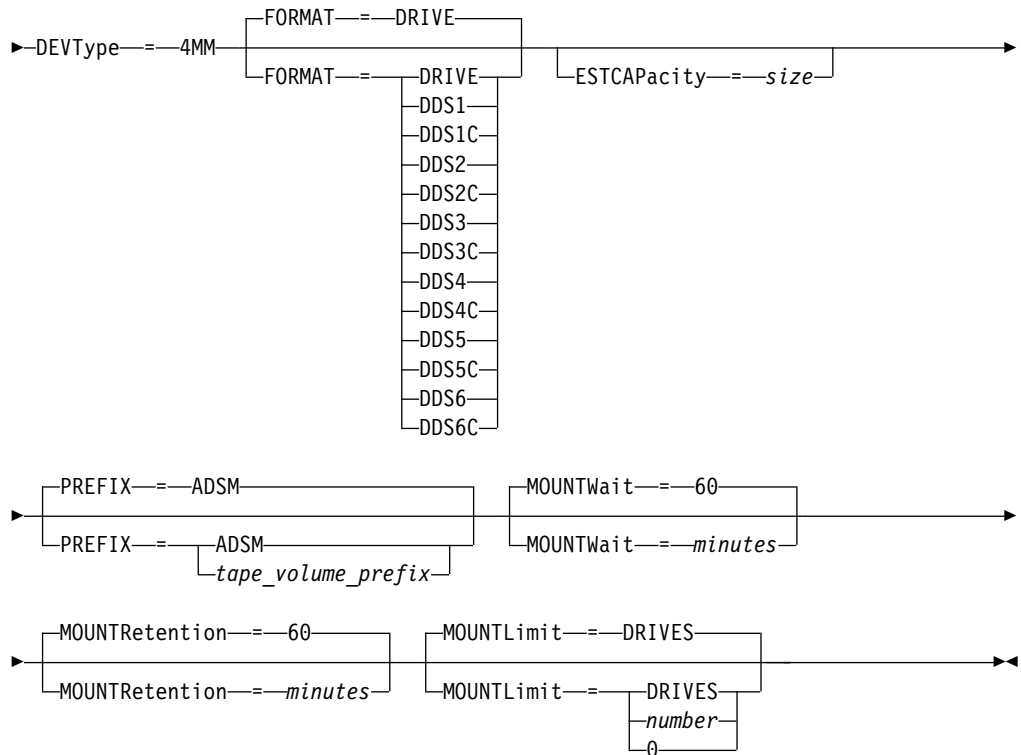 FORMAT = DRIVE
DEVType = 4MM
FORMAT = DRIVE
DDS1
DDS1C
DDS2
DDS2C
DDS3
DDS3C
DDS4
DDS4C
DDS5
DDS5C
DDS6
DDS6C
ESTCAPacity = size
PREFIX = ADSM
PREFIX = ADSM
tape_volume_prefix
MOUNTWait = 60
MOUNTWait = minutes
MOUNTRetention = 60
MOUNTRetention = minutes
MOUNTLimit = DRIVES
MOUNTLimit = DRIVES
number
0